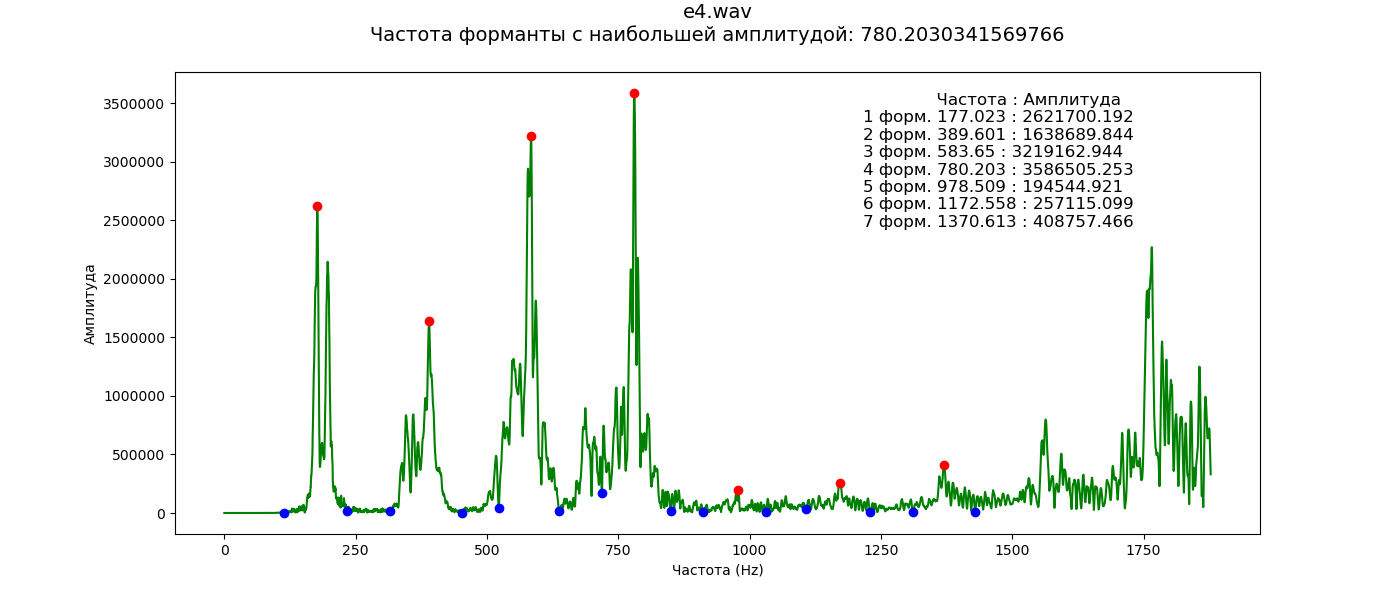 e4.wav
Частота форманты с наибольшей амплитудой: 780.2030341569766
Частота : Амплитуда
1 форм. 177.023 : 2621700.192
2 форм. 389.601 : 1638689.844
3 форм. 583.65 : 3219162.944
4 форм. 780.203 : 3586505.253
5 форм. 978.509 : 194544.921
6 форм. 1172.558 : 257115.099
7 форм. 1370.613 : 408757.466
3500000
3000000
2500000
2000000
1500000
1000000
500000
0
Амплитуда
0 250 500 750 1000 1250 1500 1750
Частота (Hz)